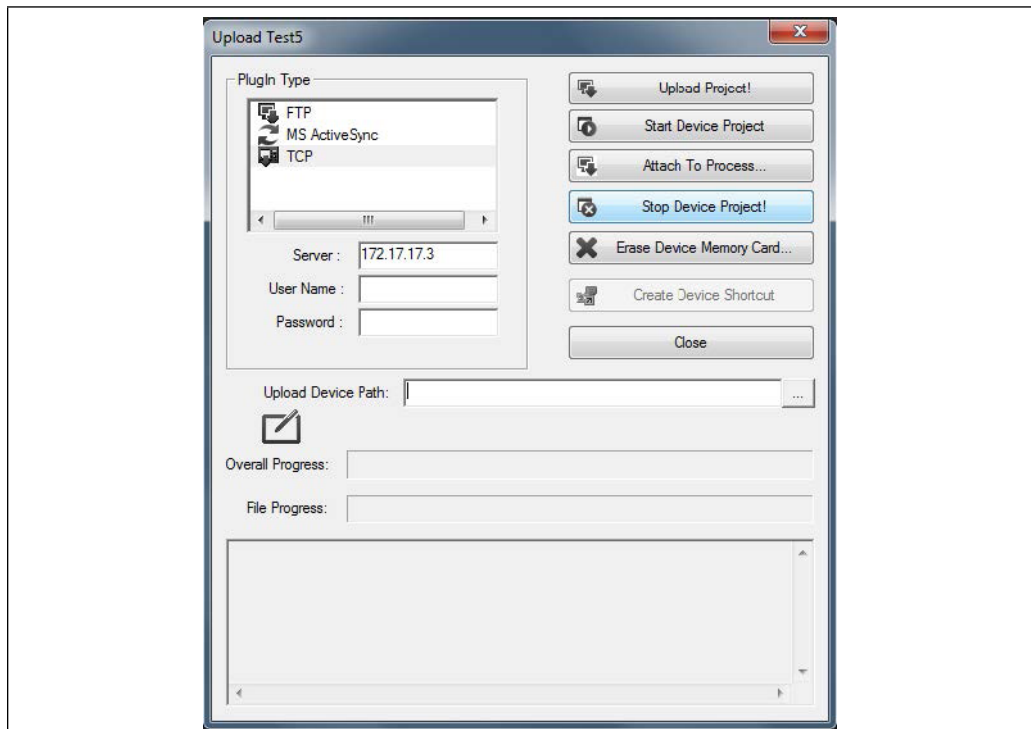 Upload Test5
PlugIn Type
FTP
MS ActiveSync
TCP
Server :
172.17.17.3
User Name :
Password :
Upload Project!
Start Device Project
Attach To Process...
Stop Device Project!
Erase Device Memory Card...
Create Device Shortcut
Close
Upload Device Path:
...
Overall Progress:
File Progress: